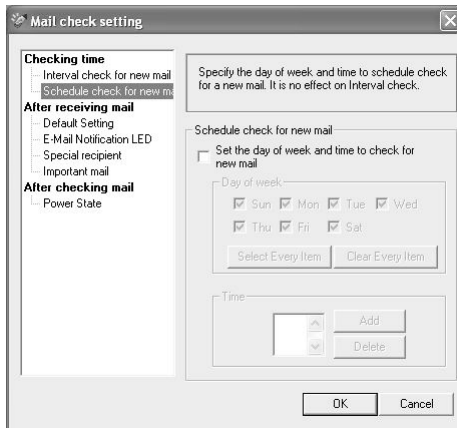 Mail check setting
Checking time
Interval check for new mail
Schedule check for new ma
After receiving mail
Default Setting
E-Mail Notification LED
Special recipient
Important mail
After checking mail
Power State
Specify the day of week and time to schedule check
for a new mail. It is no effect on Interval check.
Schedule check for new mail
Set the day of week and time to check for
new mail
Day of week
Sun Mon Tue Wed
Thu Fri Sat
Select Every Item Clear Every Item
Time
Add
Delete
OK Cancel